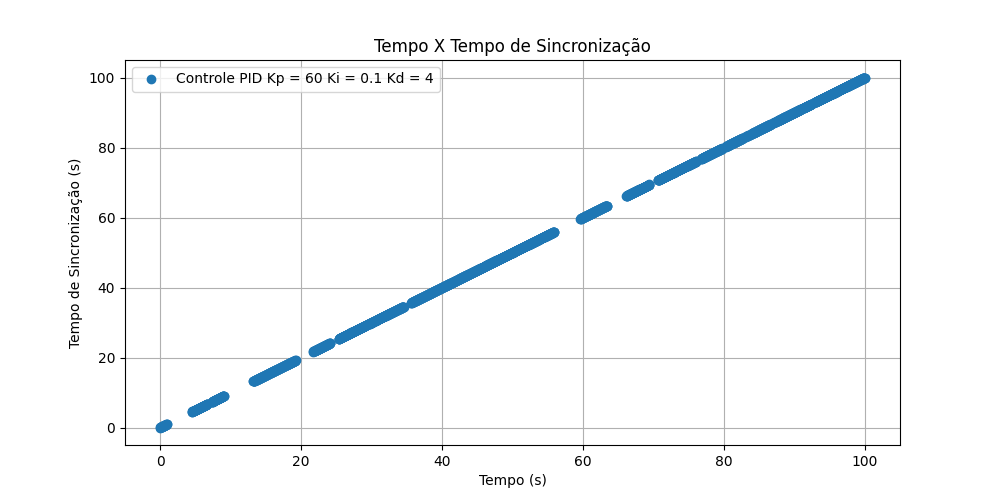 Tempo X Tempo de Sincronização
Controle PID Kp = 60 Ki = 0.1 Kd = 4
100
80
60
40
20
0
Tempo de Sincronização (s)
0 20 40 60 80 100
Tempo (s)